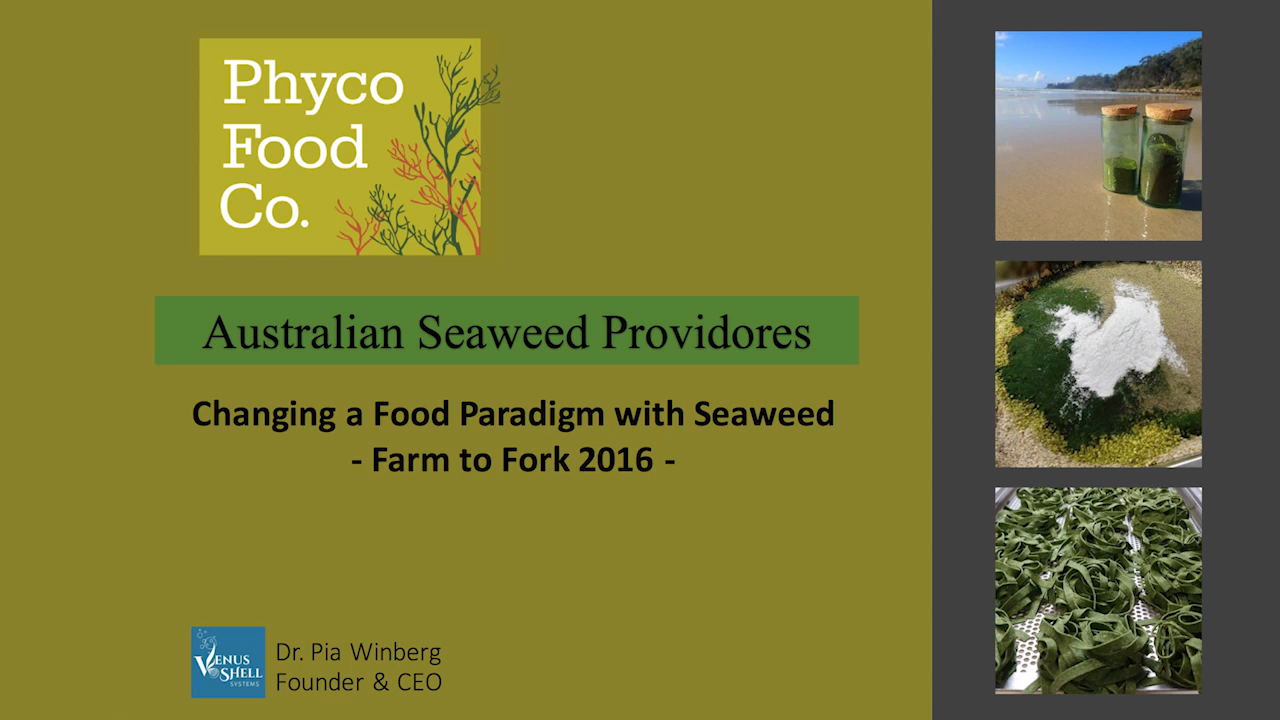 Phyco
Food
Co.
Australian Seaweed Providores
Changing a Food Paradigm with Seaweed
- Farm to Fork 2016 -
VENUS
SHELL
SYSTEMS
Dr. Pia Winberg
Founder & CEO